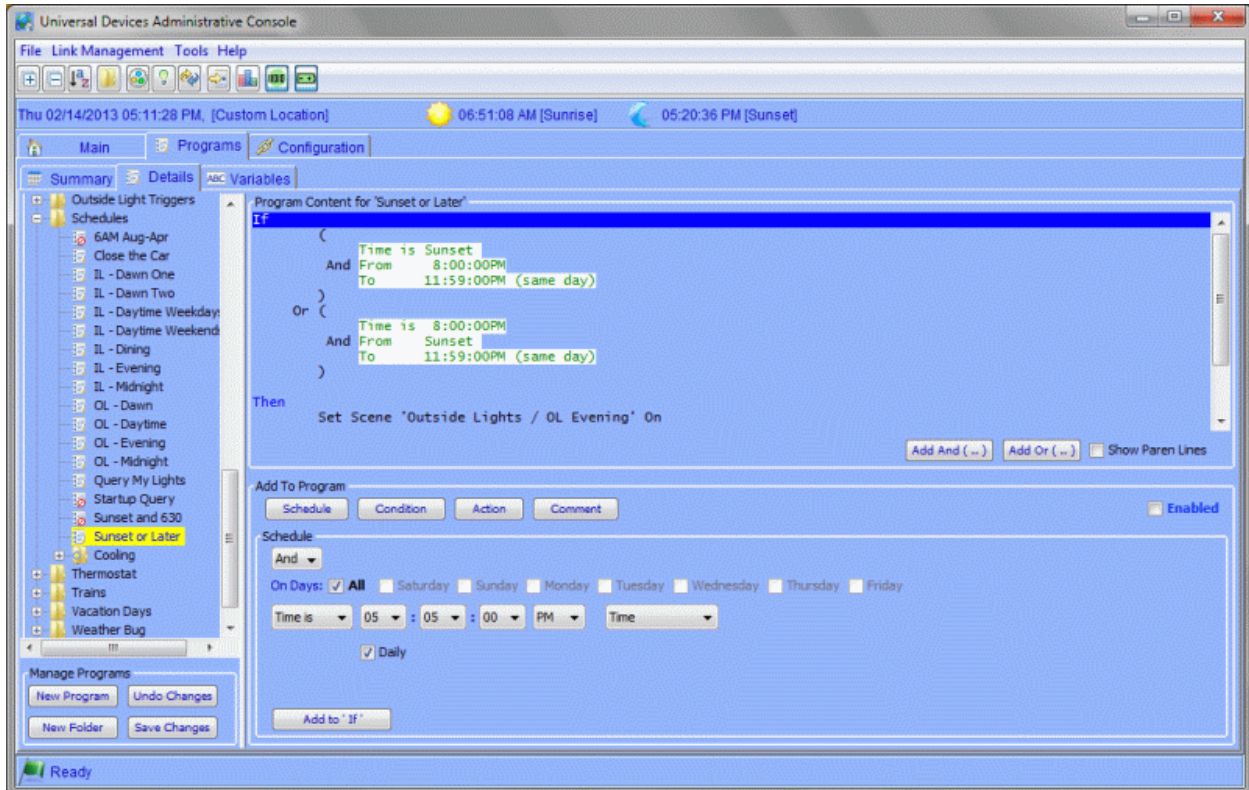 Universal Devices Administrative Console
File Link Management Tools Help
Thu 02/14/2013 05:11:28 PM, [Custom Location] 06:51:08 AM [Sunrise] 05:20:36 PM [Sunset]
Main Programs Configuration
Summary Details ABC Variables
Outside Light Triggers
Schedules
6AM Aug-Apr
Close the Car
IL - Dawn One
IL - Dawn Two
IL - Daytime Weekday
IL - Daytime Weekend
IL - Dining
IL - Evening
IL - Midnight
OL - Dawn
OL - Daytime
OL - Evening
OL - Midnight
Query My Lights
Startup Query
Sunset and 630
Sunset or Later
Cooling
Thermostat
Trains
Vacation Days
Weather Bug
Manage Programs
New Program Undo Changes
New Folder Save Changes
Program Content for 'Sunset or Later'
If
(
Time is Sunset
And From 8:00:00PM
To 11:59:00PM (same day)
)
Or (
Time is 8:00:00PM
And From Sunset
To 11:59:00PM (same day)
)
Then
Set Scene 'Outside Lights / OL Evening' On
Add And ( .. ) Add Or ( .. ) Show Paren Lines
Add To Program
Schedule Condition Action Comment Enabled
Schedule
And
On Days: All Saturday Sunday Monday Tuesday Wednesday Thursday Friday
Time is 05 : 05 : 00 PM Time
Daily
Add to ' If '
Ready